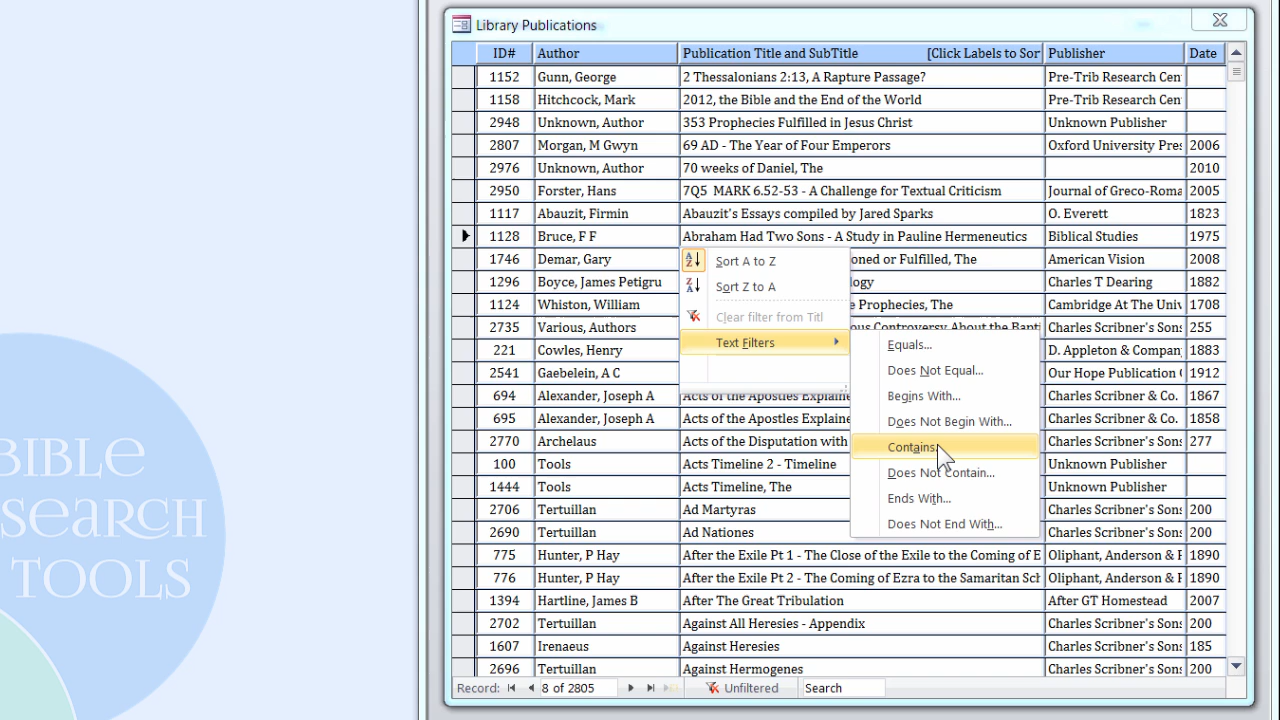 Library Publications
ID# Author Publication Title and SubTitle [Click Labels to Sor Publisher Date
1152 Gunn, George 2 Thessalonians 2:13, A Rapture Passage? Pre-Trib Research Cen
1158 Hitchcock, Mark 2012, the Bible and the End of the World Pre-Trib Research Cen
2948 Unknown, Author 353 Prophecies Fulfilled in Jesus Christ Unknown Publisher
2807 Morgan, M Gwyn 69 AD - The Year of Four Emperors Oxford University Pres 2006
2976 Unknown, Author 70 weeks of Daniel, The 2010
2950 Forster, Hans 7Q5 MARK 6.52-53 - A Challenge for Textual Criticism Journal of Greco-Roma 2005
1117 Abauzit, Firmin Abauzit's Essays compiled by Jared Sparks O. Everett 1823
1128 Bruce, F F Abraham Had Two Sons - A Study in Pauline Hermeneutics Biblical Studies 1975
1746 Demar, Gary oned or Fulfilled, The American Vision 2008
1296 Boyce, James Petigru logy Charles T Dearing 1882
1124 Whiston, William e Prophecies, The Cambridge At The Univ 1708
2735 Various, Authors ous Controversy About the Bapti Charles Scribner's Sons 255
221 Cowles, Henry D. Appleton & Compan 1883
2541 Gaebelein, A C Our Hope Publication 1912
694 Alexander, Joseph A Acts of the Apostles Explaine Charles Scribner & Co. 1867
695 Alexander, Joseph A Acts of the Apostles Explaine Charles Scribner & Co. 1858
2770 Archelaus Acts of the Disputation with Charles Scribner's Sons 277
100 Tools Acts Timeline 2 - Timeline Unknown Publisher
1444 Tools Acts Timeline, The Unknown Publisher
2706 Tertuillan Ad Martyras Charles Scribner's Sons 200
2690 Tertuillan Ad Nationes Charles Scribner's Sons 200
775 Hunter, P Hay After the Exile Pt 1 - The Close of the Exile to the Coming of E Oliphant, Anderson & F 1890
776 Hunter, P Hay After the Exile Pt 2 - The Coming of Ezra to the Samaritan Sch Oliphant, Anderson & F 1890
1394 Hartline, James B After The Great Tribulation After GT Homestead 2007
2702 Tertuillan Against All Heresies - Appendix Charles Scribner's Sons 200
1607 Irenaeus Against Heresies Charles Scribner's Sons 185
2696 Tertuillan Against Hermogenes Charles Scribner's Sons 200
Sort A to Z
Sort Z to A
Clear filter from Titl
Text Filters
Equals...
Does Not Equal...
Begins With...
Does Not Begin With...
Contains.
Does Not Contain...
Ends With...
Does Not End With...
Record: 8 of 2805 Unfiltered Search
BIBLE
TOOLS